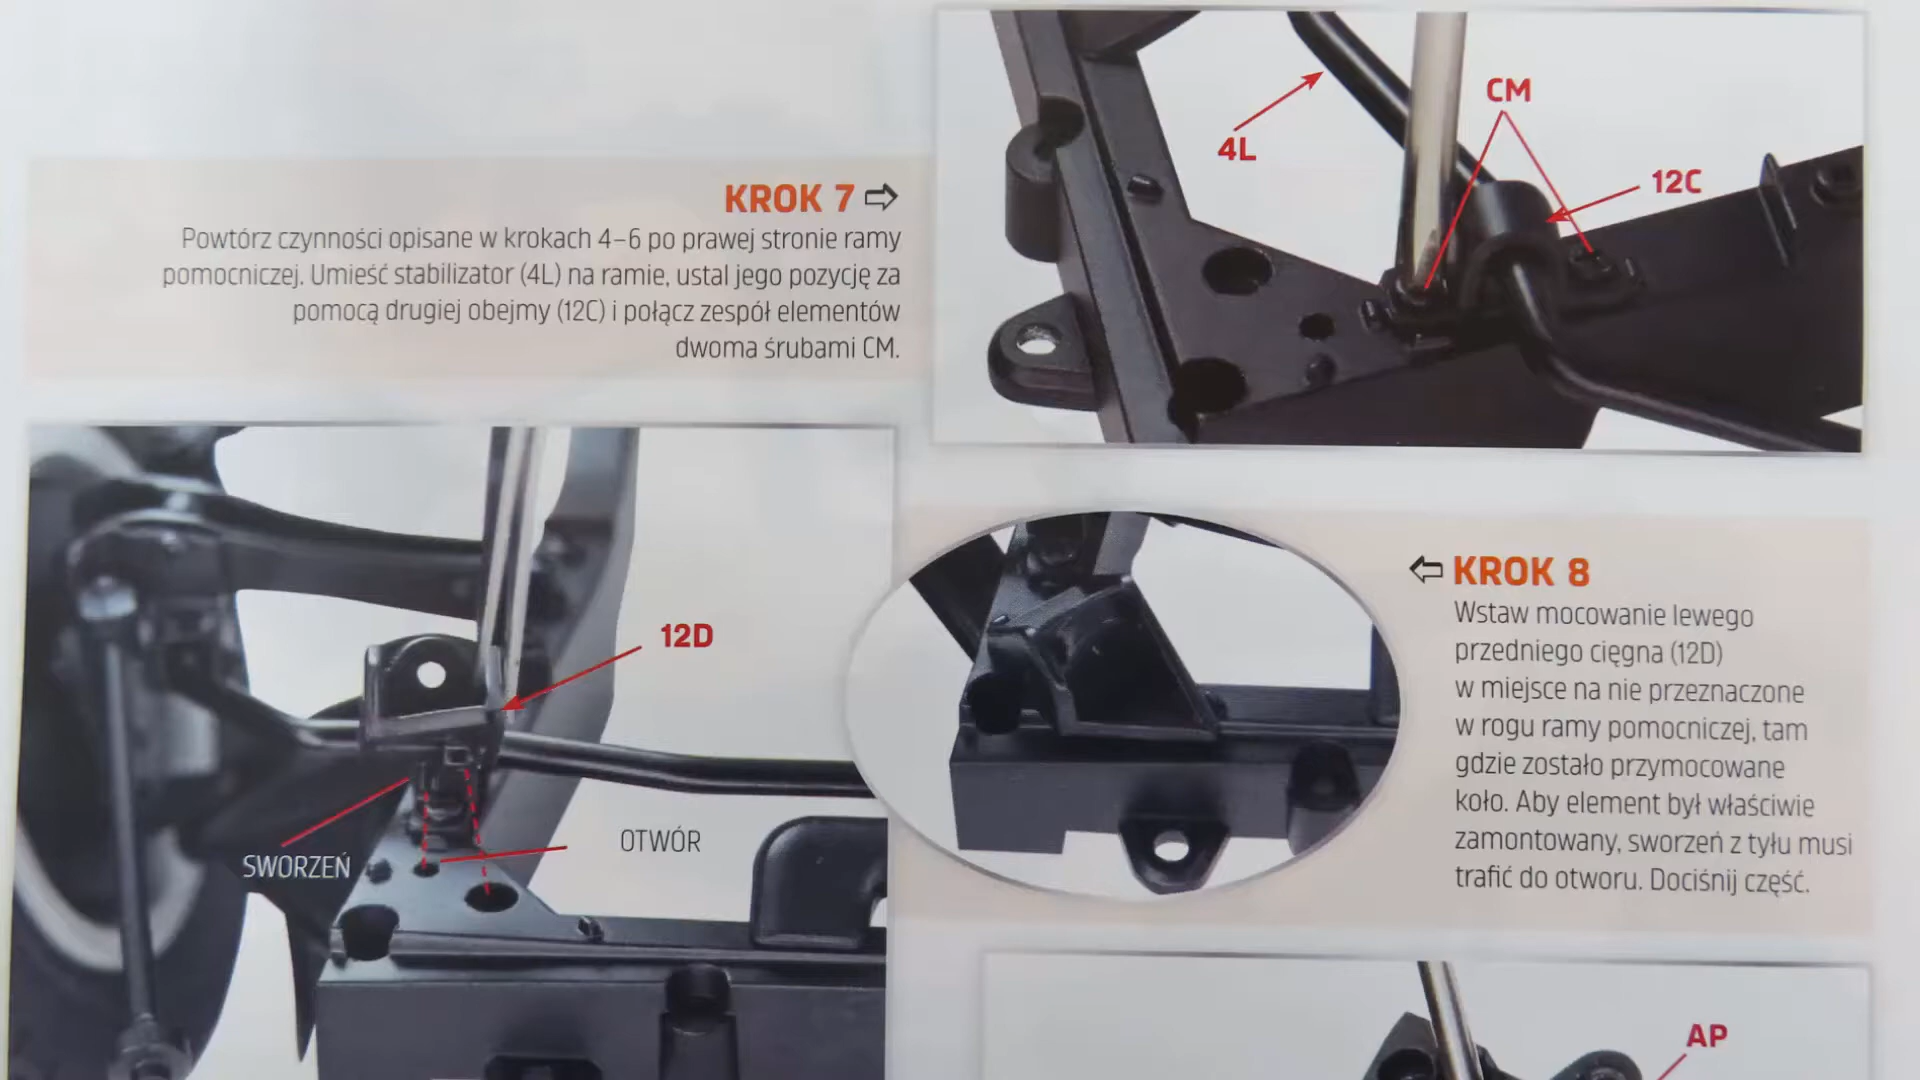 KROK 7
Powtórz czynności opisane w krokach 4–6 po prawej stronie ramy
pomocniczej. Umieść stabilizator (4L) na ramie, ustal jego pozycję za
pomocą drugiej obejmy (12C) i połącz zespół elementów
dwoma śrubami CM.
CM
4L
12C
12D
SWORZEŃ
OTWÓR
KROK 8
Wstaw mocowanie lewego
przedniego cięgna (12D)
w miejsce na nie przeznaczone
w rogu ramy pomocniczej, tam
gdzie zostało przymocowane
koło. Aby element był właściwie
zamontowany, sworzeń z tyłu musi
trafić do otworu. Dociśnij część.
AP